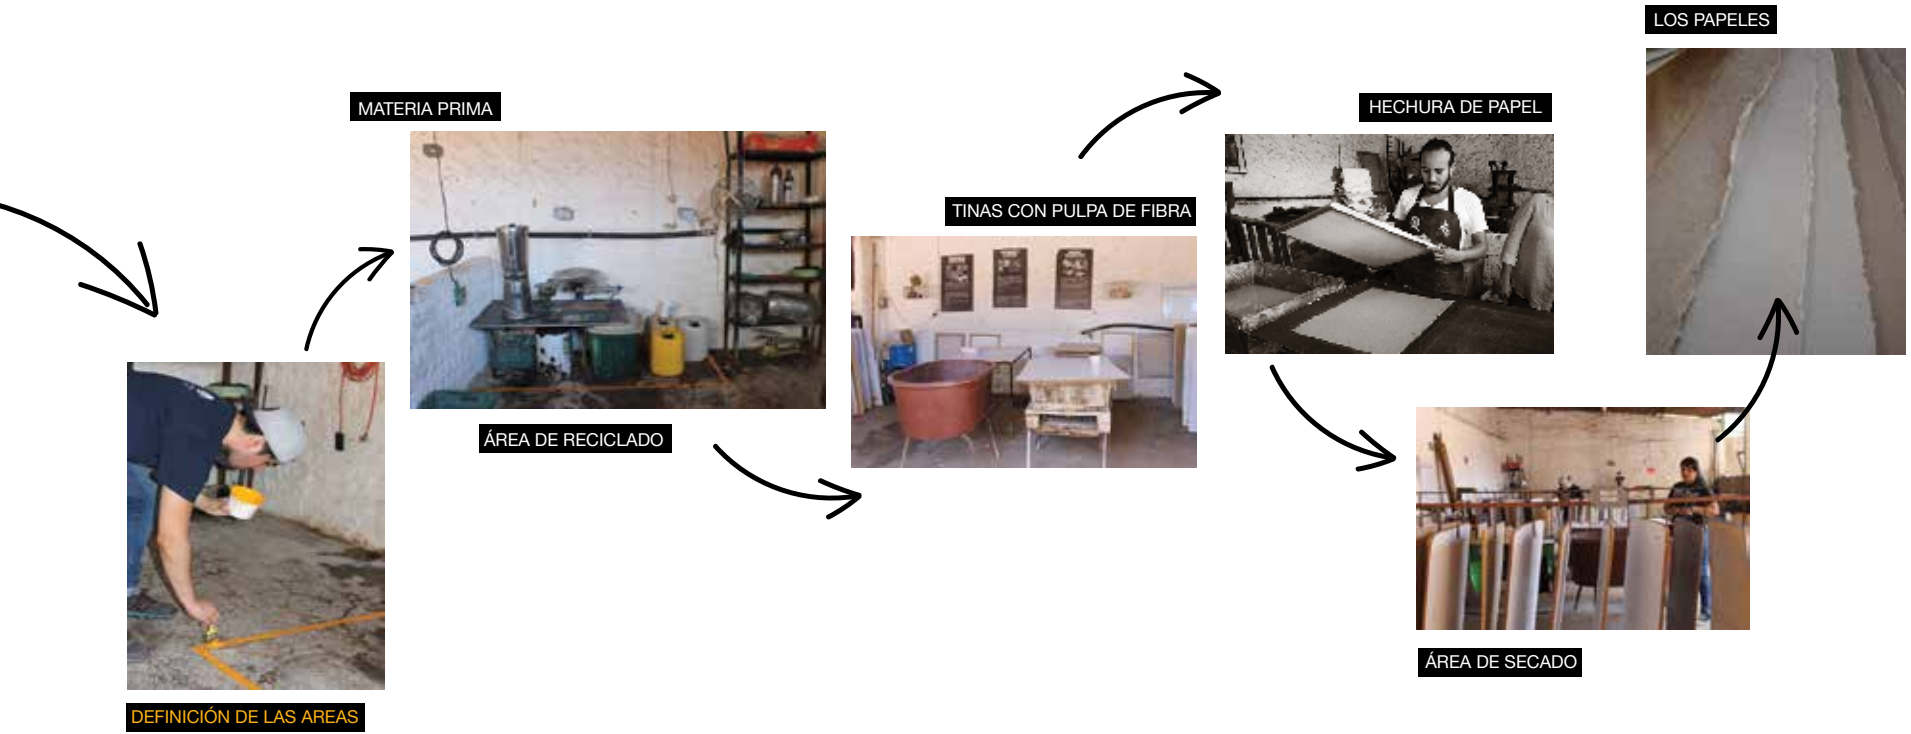 LOS PAPELES
MATERIA PRIMA
HECHURA DE PAPEL
TINAS CON PULPA DE FIBRA
ÁREA DE RECICLADO
ÁREA DE SECADO
DEFINICIÓN DE LAS AREAS